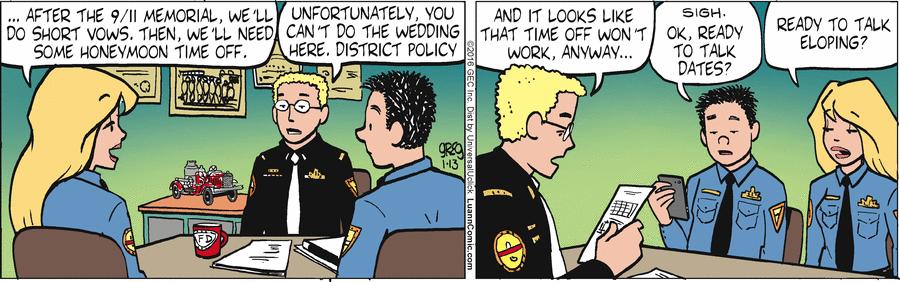 ... AFTER THE 9/11 MEMORIAL, WE'LL
DO SHORT VOWS. THEN, WE'LL NEED
SOME HONEYMOON TIME OFF.
UNFORTUNATELY, YOU
CAN'T DO THE WEDDING
HERE. DISTRICT POLICY
FD
GREG
1·13
©2016 GEC Inc. Dist by UniversalUclick LuannComic.com
AND IT LOOKS LIKE
THAT TIME OFF WON'T
WORK, ANYWAY...
SIGH.
OK, READY
TO TALK
DATES?
READY TO TALK
ELOPING?